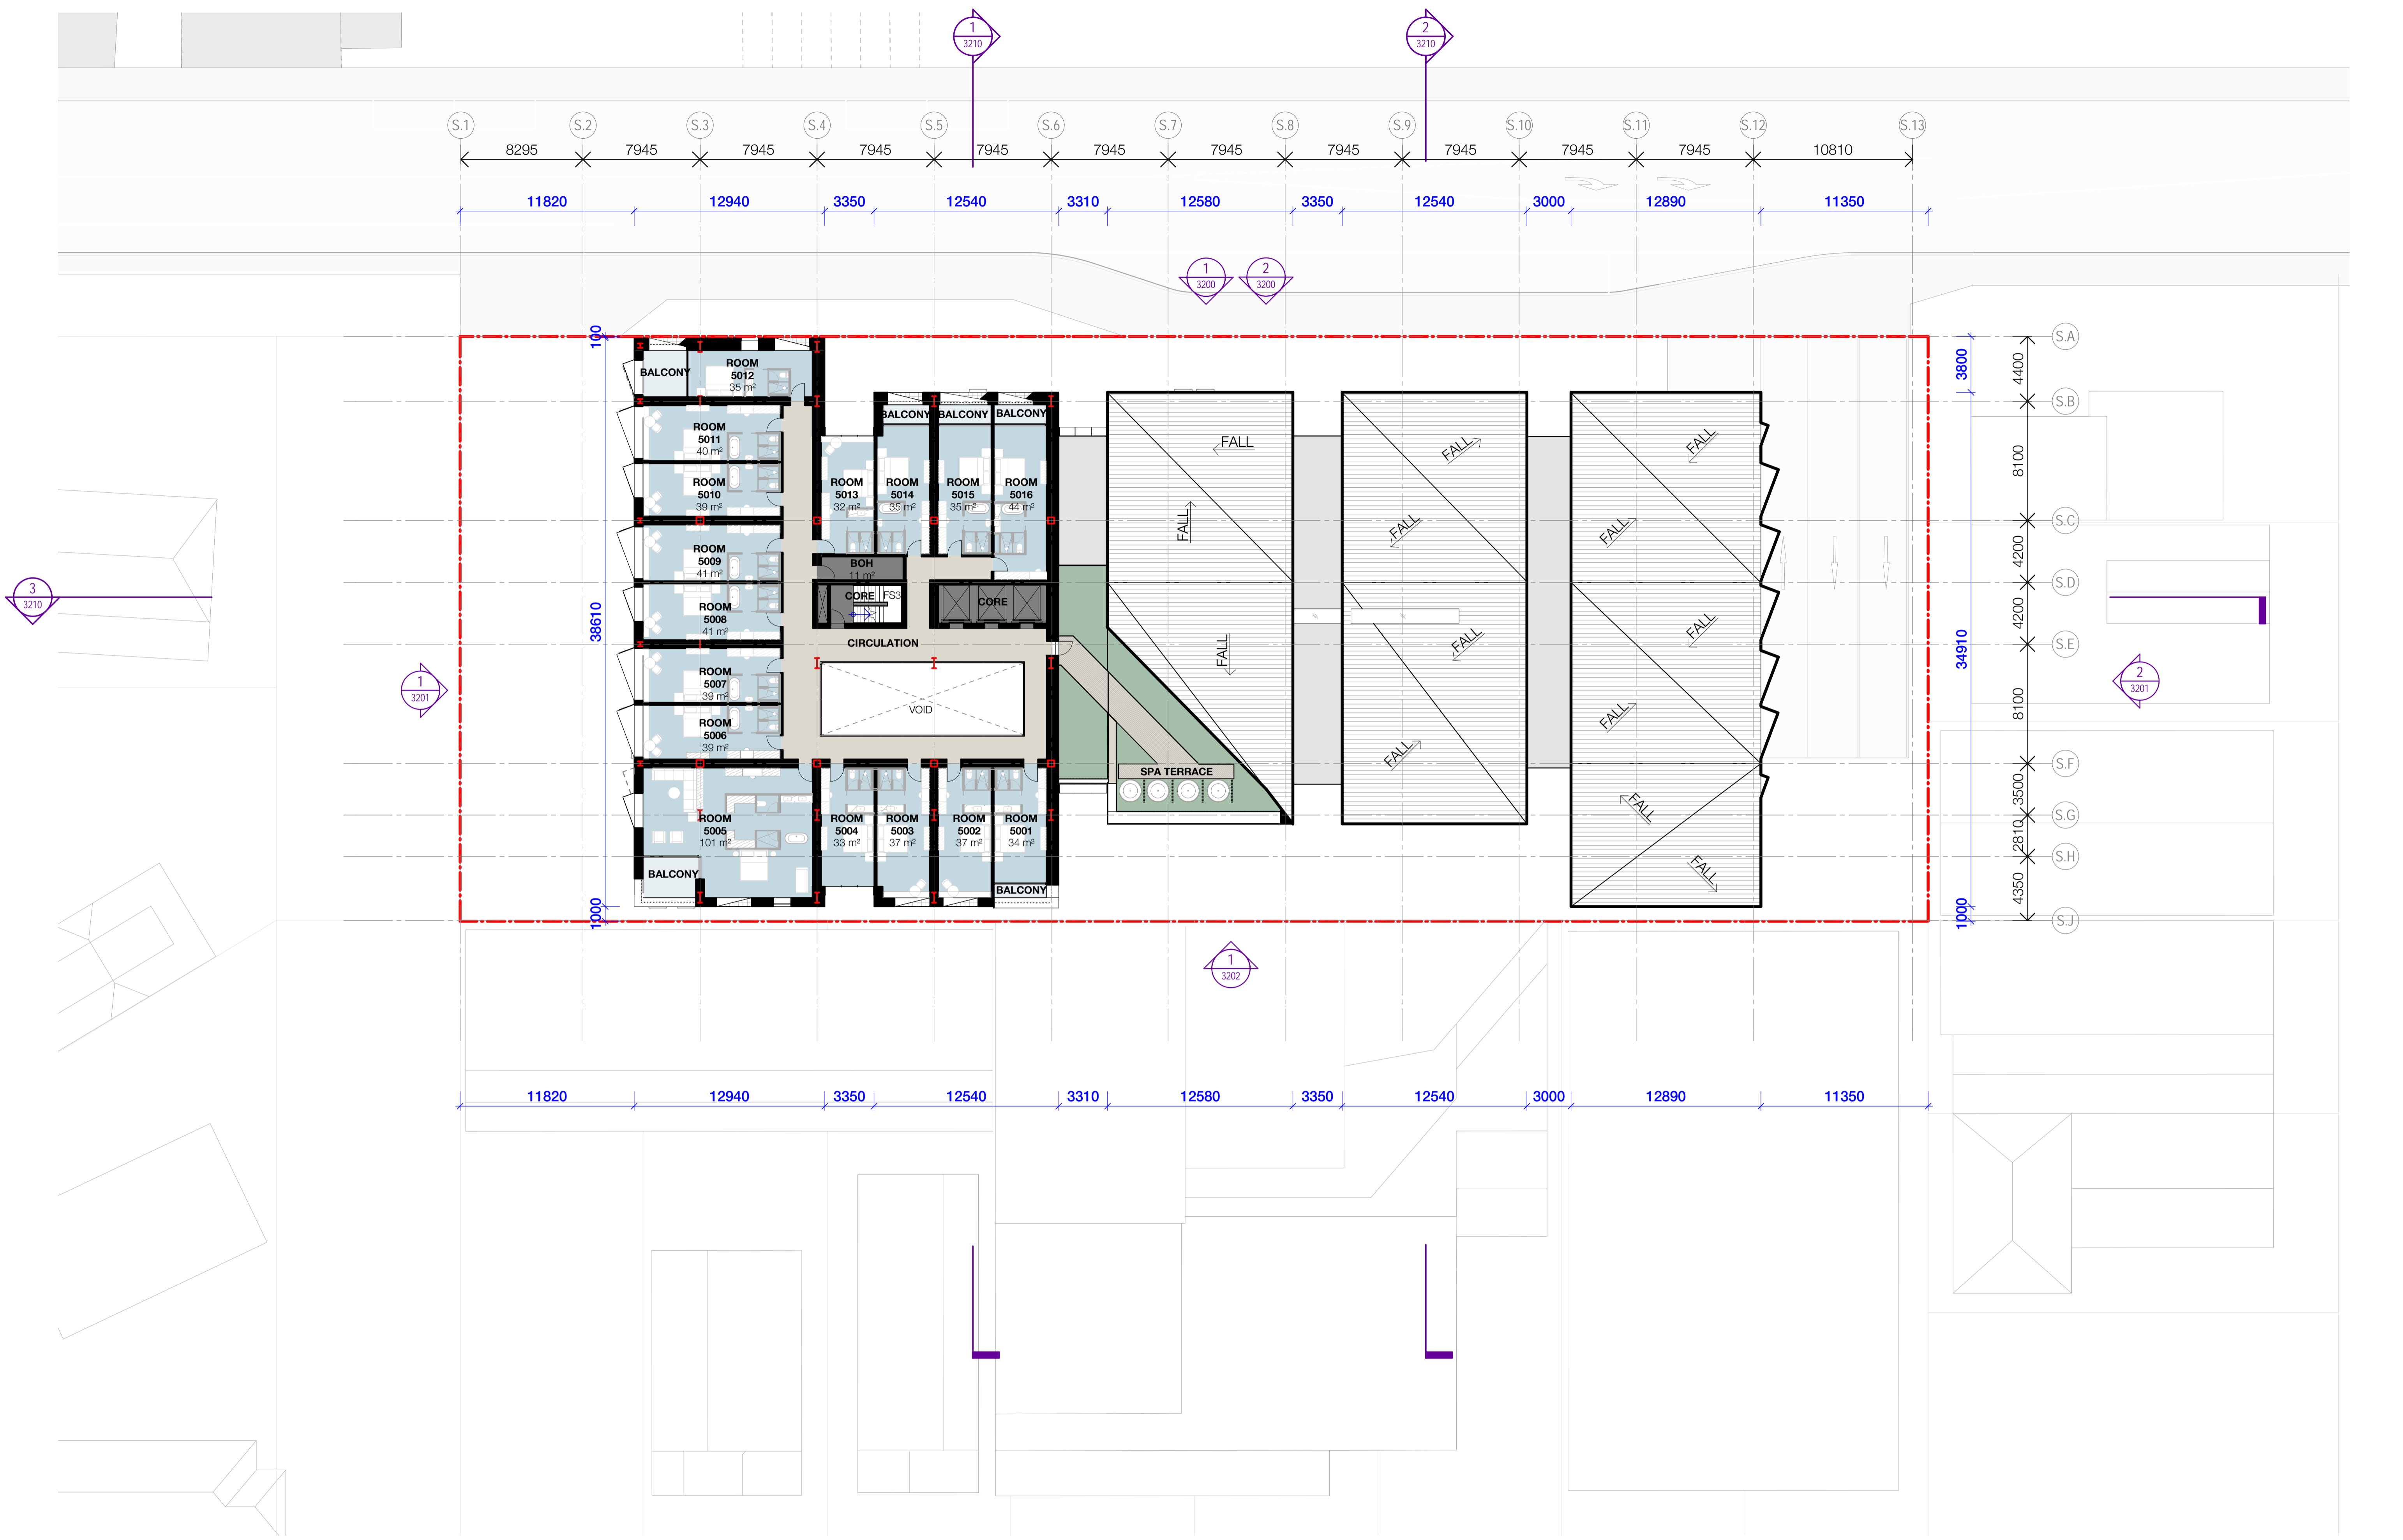 1
3210
2
3210
S.1
S.2
S.3
S.4
S.5
S.6
S.7
S.8
S.9
S.10
S.11
S.12
S.13
8295
7945
7945
7945
7945
7945
7945
7945
7945
7945
7945
10810
11820
12940
3350
12540
3310
12580
3350
12540
3000
12890
11350
1
3200
2
3200
100
38610
1000
3800
34910
1000
4400
8100
4200
4200
8100
3500
2810
4350
S.A
S.B
S.C
S.D
S.E
S.F
S.G
S.H
S.J
BALCONY
ROOM
5012
35 m²
ROOM
5011
40 m²
ROOM
5010
39 m²
ROOM
5009
41 m²
ROOM
5008
41 m²
ROOM
5007
39 m²
ROOM
5006
39 m²
ROOM
5005
101 m²
BALCONY
BALCONY
BALCONY
BALCONY
ROOM
5013
32 m²
ROOM
5014
35 m²
ROOM
5015
35 m²
ROOM
5016
44 m²
BOH
11 m²
CORE
FS3
CORE
CIRCULATION
VOID
ROOM
5004
33 m²
ROOM
5003
37 m²
ROOM
5002
37 m²
ROOM
5001
34 m²
BALCONY
SPA TERRACE
FALL
FALL
FALL
FALL
FALL
FALL
FALL
FALL
FALL
FALL
FALL
FALL
FALL
3
3210
1
3201
2
3201
1
3202
11820
12940
3350
12540
3310
12580
3350
12540
3000
12890
11350